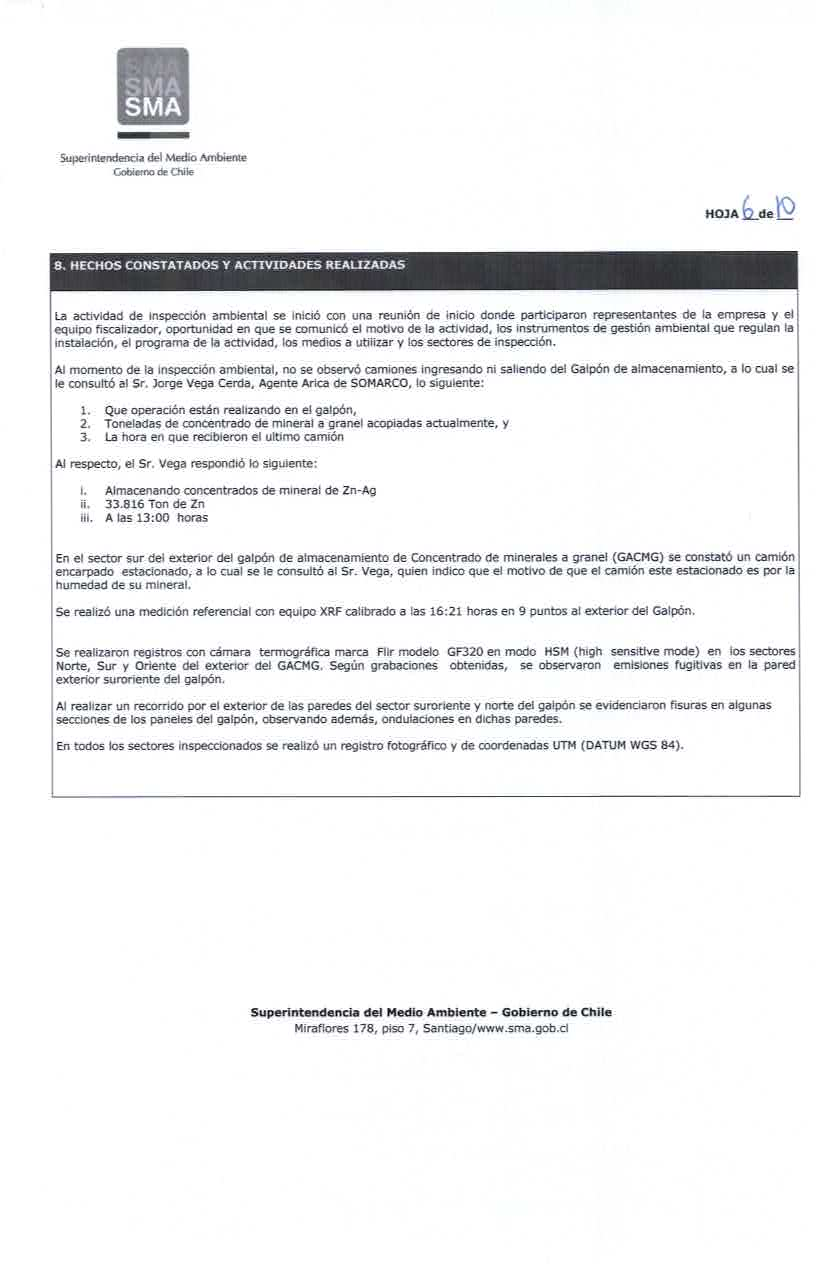 SMA
SMA
SMA
Superintendencia del Medio Ambiente
Gobierno de Chile
HOJA 6 de 10
8. HECHOS CONSTATADOS Y ACTIVIDADES REALIZADAS
La actividad de inspección ambiental se inició con una reunión de inicio donde participaron representantes de la empresa y el
equipo fiscalizador, oportunidad en que se comunicó el motivo de la actividad, los instrumentos de gestión ambiental que regulan la
instalación, el programa de la actividad, los medios a utilizar y los sectores de inspección.
Al momento de la inspección ambiental, no se observó camiones ingresando ni saliendo del Galpón de almacenamiento, a lo cual se
le consultó al Sr. Jorge Vega Cerda, Agente Arica de SOMARCO, lo siguiente:
1. Que operación están realizando en el galpón,
2. Toneladas de concentrado de mineral a granel acopiadas actualmente, y
3. La hora en que recibieron el ultimo camión
Al respecto, el Sr. Vega respondió lo siguiente:
i. Almacenando concentrados de mineral de Zn-Ag
ii. 33.816 Ton de Zn
iii. A las 13:00 horas
En el sector sur del exterior del galpón de almacenamiento de Concentrado de minerales a granel (GACMG) se constató un camión
encarpado estacionado, a lo cual se le consultó al Sr. Vega, quien indico que el motivo de que el camión este estacionado es por la
humedad de su mineral.
Se realizó una medición referencial con equipo XRF calibrado a las 16:21 horas en 9 puntos al exterior del Galpón.
Se realizaron registros con cámara termográfica marca Flir modelo GF320 en modo HSM (high sensitive mode) en los sectores
Norte, Sur y Oriente del exterior del GACMG. Según grabaciones obtenidas, se observaron emisiones fugitivas en la pared
exterior suroriente del galpón.
Al realizar un recorrido por el exterior de las paredes del sector suroriente y norte del galpón se evidenciaron fisuras en algunas
secciones de los paneles del galpón, observando además, ondulaciones en dichas paredes.
En todos los sectores inspeccionados se realizó un registro fotográfico y de coordenadas UTM (DATUM WGS 84).
Superintendencia del Medio Ambiente – Gobierno de Chile
Miraflores 178, piso 7, Santiago/www.sma.gob.cl